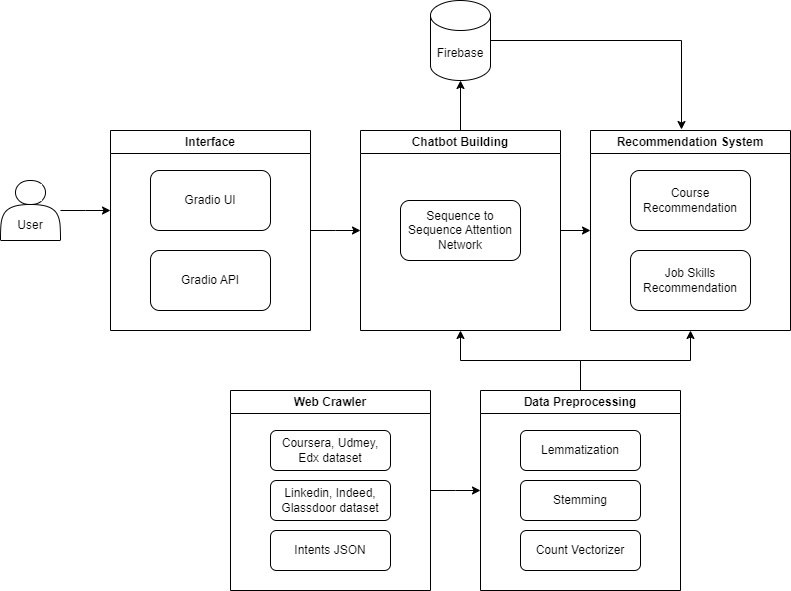 Firebase
Interface
Chatbot Building
Recommendation System
User
Gradio UI
Gradio API
Sequence to
Sequence Attention
Network
Course
Recommendation
Job Skills
Recommendation
Web Crawler
Data Preprocessing
Coursera, Udmey,
Edx dataset
Linkedin, Indeed,
Glassdoor dataset
Intents JSON
Lemmatization
Stemming
Count Vectorizer